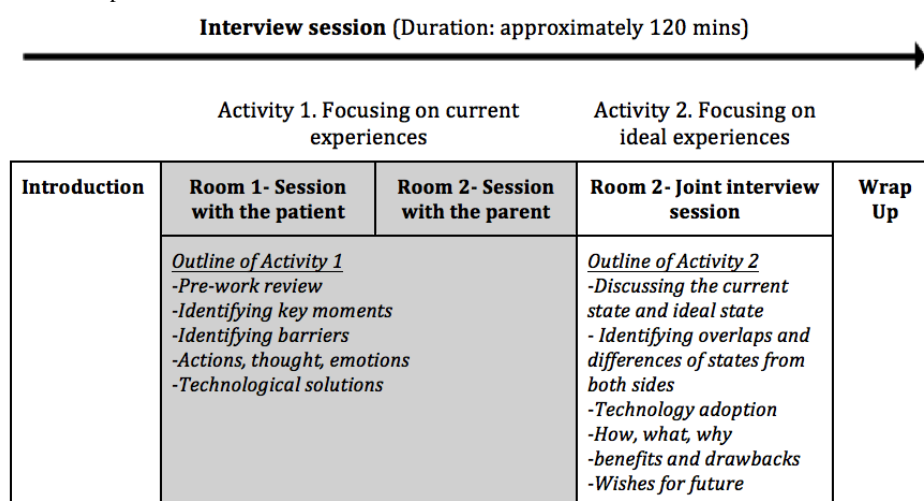 Interview session (Duration: approximately 120 mins)
Activity 1. Focusing on current
experiences
Activity 2. Focusing on
ideal experiences
Introduction
Room 1- Session
with the patient
Room 2- Session
with the parent
Room 2- Joint interview
session
Wrap
Up
Outline of Activity 1
-Pre-work review
-Identifying key moments
-Identifying barriers
-Actions, thought, emotions
-Technological solutions
Outline of Activity 2
-Discussing the current
state and ideal state
- Identifying overlaps and
differences of states from
both sides
-Technology adoption
-How, what, why
-benefits and drawbacks
-Wishes for future